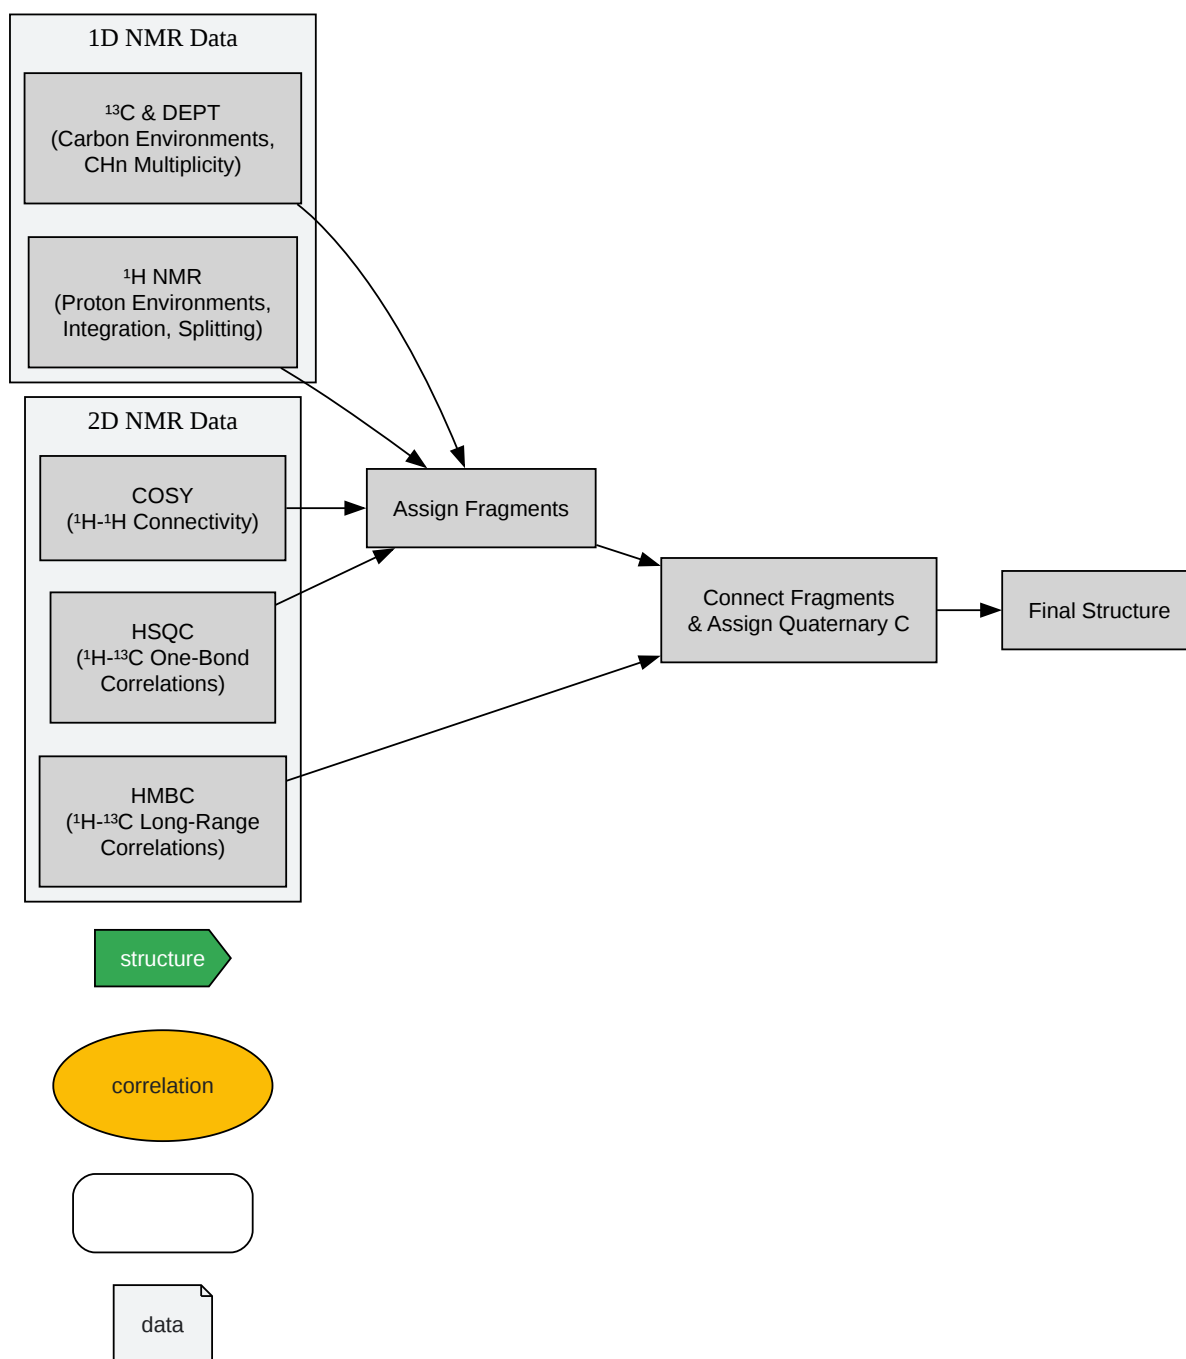 1D NMR Data
¹³C & DEPT
(Carbon Environments,
CHn Multiplicity)
¹H NMR
(Proton Environments,
Integration, Splitting)
2D NMR Data
COSY
(¹H-¹H Connectivity)
HSQC
(¹H-¹³C One-Bond
Correlations)
HMBC
(¹H-¹³C Long-Range
Correlations)
Assign Fragments
Connect Fragments
& Assign Quaternary C
Final Structure
structure
correlation
data